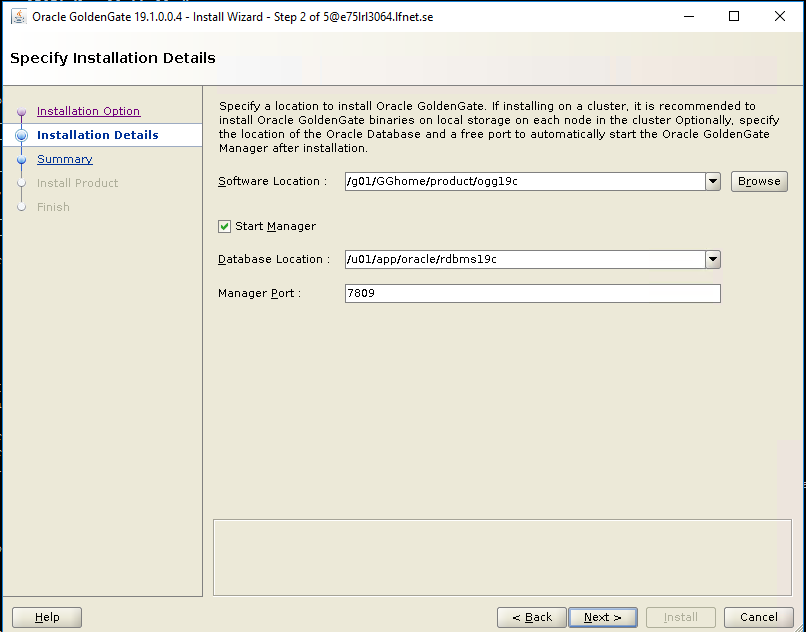 Oracle GoldenGate 19.1.0.0.4 - Install Wizard - Step 2 of 5@e75lrl3064.lfnet.se
Specify Installation Details
Installation Option
Installation Details
Summary
Install Product
Finish
Specify a location to install Oracle GoldenGate. If installing on a cluster, it is recommended to
install Oracle GoldenGate binaries on local storage on each node in the cluster Optionally, specify
the location of the Oracle Database and a free port to automatically start the Oracle GoldenGate
Manager after installation.
Software Location : /g01/GGhome/product/ogg19c Browse
Start Manager
Database Location : /u01/app/oracle/rdbms19c
Manager Port : 7809
Help < Back Next > Install Cancel